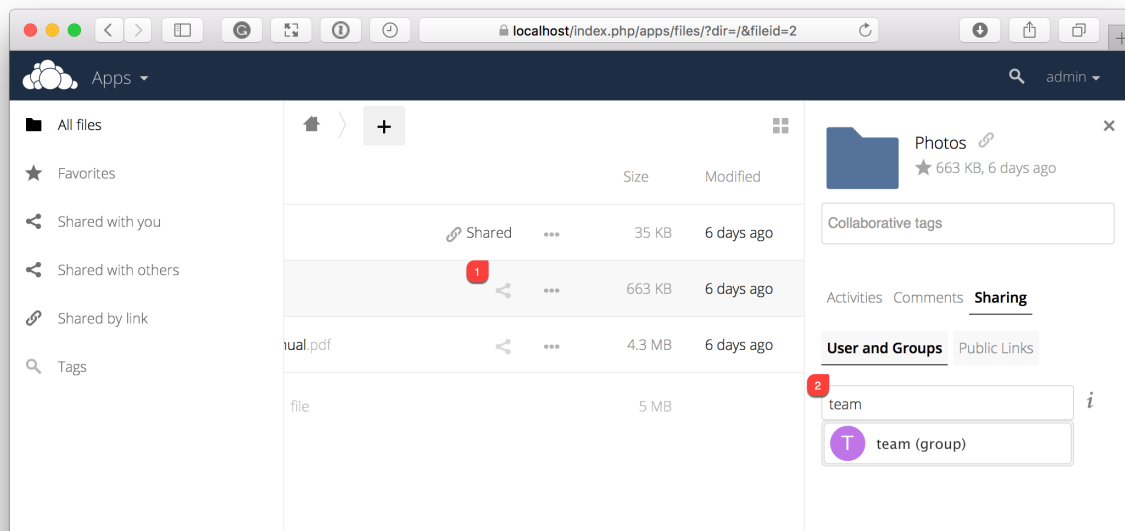 localhost/index.php/apps/files/?dir=/&fileid=2
Apps
admin
All files
Favorites
Shared with you
Shared with others
Shared by link
Tags
+
Size Modified
Shared 35 KB 6 days ago
1
663 KB 6 days ago
nual.pdf 4.3 MB 6 days ago
file 5 MB
Photos
663 KB, 6 days ago
Collaborative tags
Activities Comments Sharing
User and Groups Public Links
2
team
i
T team (group)